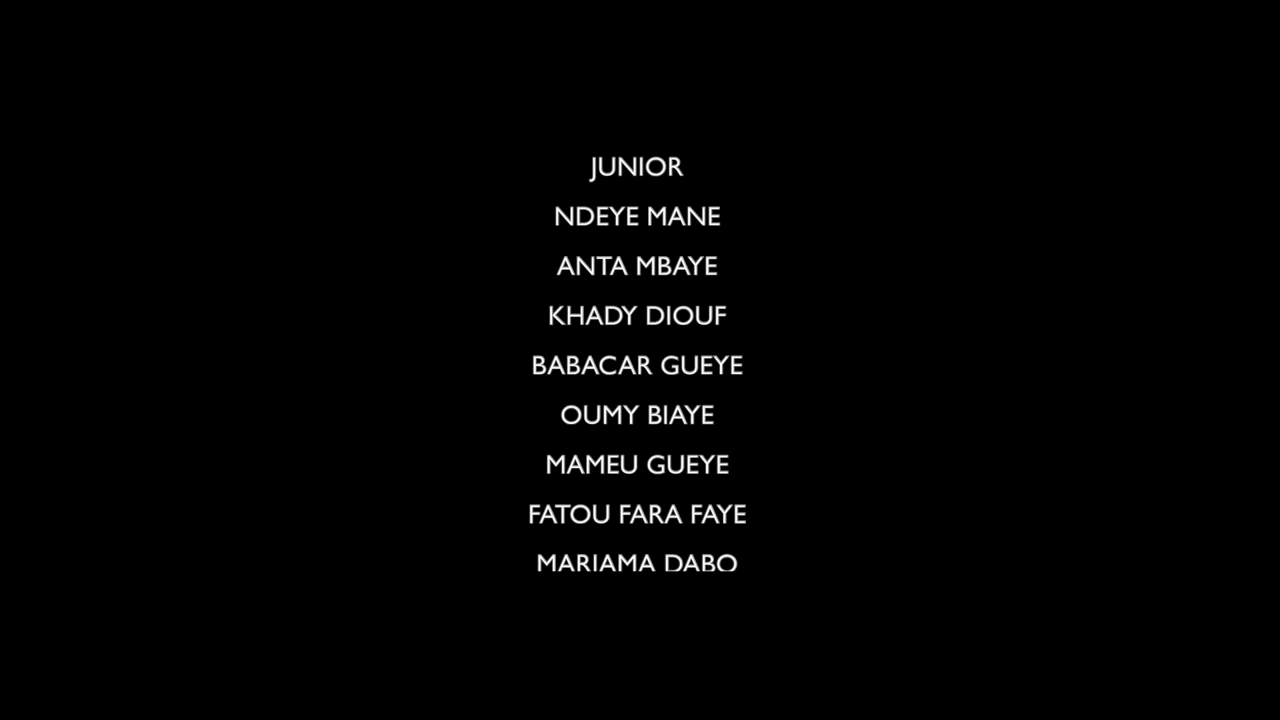 JUNIOR
NDEYE MANE
ANTA MBAYE
KHADY DIOUF
BABACAR GUEYE
OUMY BIAYE
MAMEU GUEYE
FATOU FARA FAYE
MARIAMA DABO